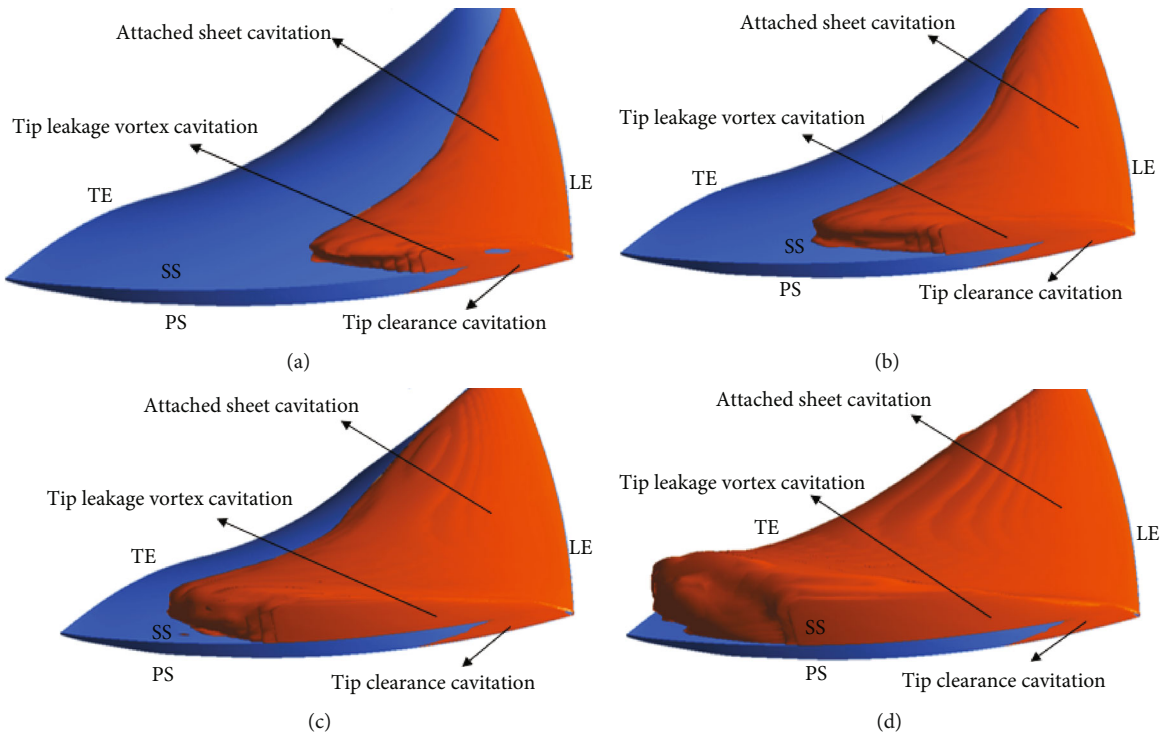 Attached sheet cavitation
Tip leakage vortex cavitation
TE
LE
SS
PS
Tip clearance cavitation
(a)
Attached sheet cavitation
Tip leakage vortex cavitation
TE
LE
SS
PS
Tip clearance cavitation
(b)
Attached sheet cavitation
Tip leakage vortex cavitation
TE
LE
SS
PS
Tip clearance cavitation
(c)
Attached sheet cavitation
Tip leakage vortex cavitation
TE
LE
SS
PS
Tip clearance cavitation
(d)